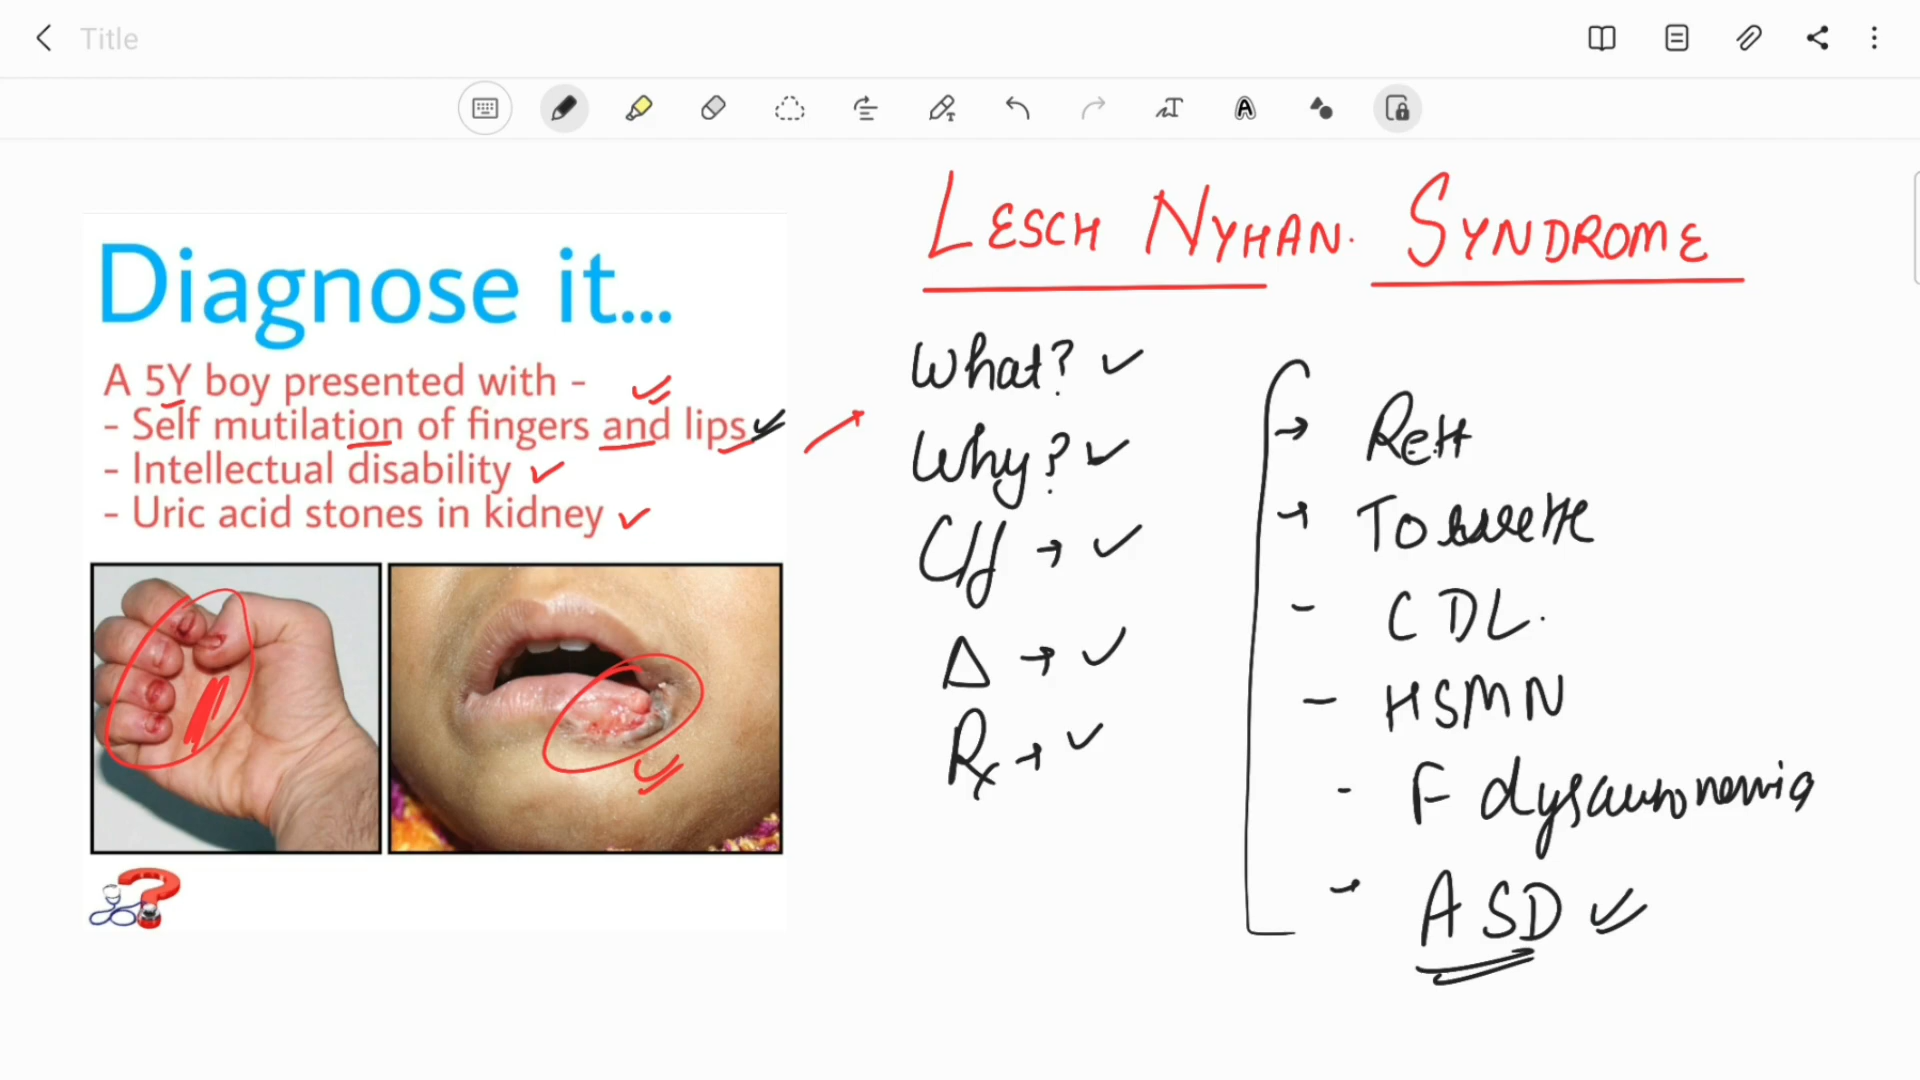 Title
Diagnose it...
A 5Y boy presented with -
- Self mutilation of fingers and lips
- Intellectual disability
- Uric acid stones in kidney
LESCH NYHAN. SYNDROME
What?
Why?
C/f →
Δ →
Rx →
→ Rett
→ Tourette
- CDL.
- HSMN
- F dysautonomia
→ ASD